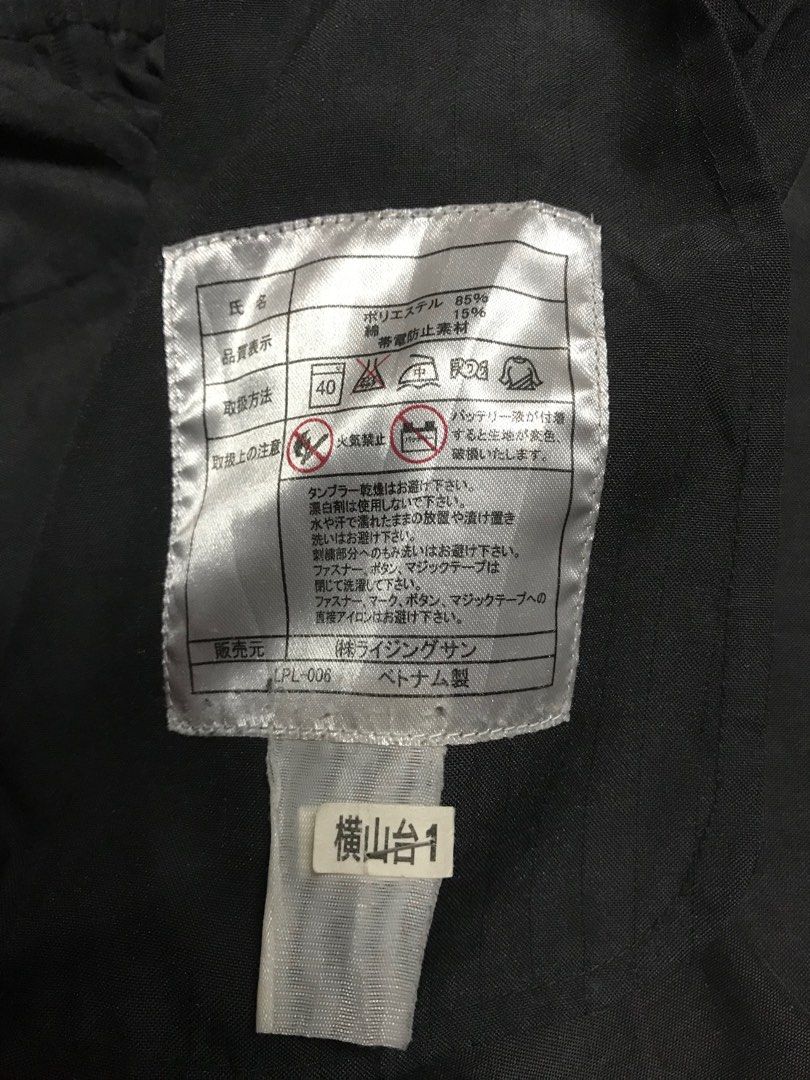 氏 名
品質表示 ポリエステル 85%
綿 15%
帯電防止素材
取扱方法 40 中
取扱上の注意 火気禁止 バッテリー液が付着
すると生地が変色
破損いたします。
タンブラー乾燥はお避け下さい。
漂白剤は使用しないで下さい。
水や汗で濡れたままの放置や漬け置き
洗いはお避け下さい。
刺繍部分へのもみ洗いはお避け下さい。
ファスナー、ボタン、マジックテープは
閉じて洗濯して下さい。
ファスナー、マーク、ボタン、マジックテープへの
直接アイロンはお避け下さい。
販売元 ㈱ライジングサン
LPL-006 ベトナム製
横山台1